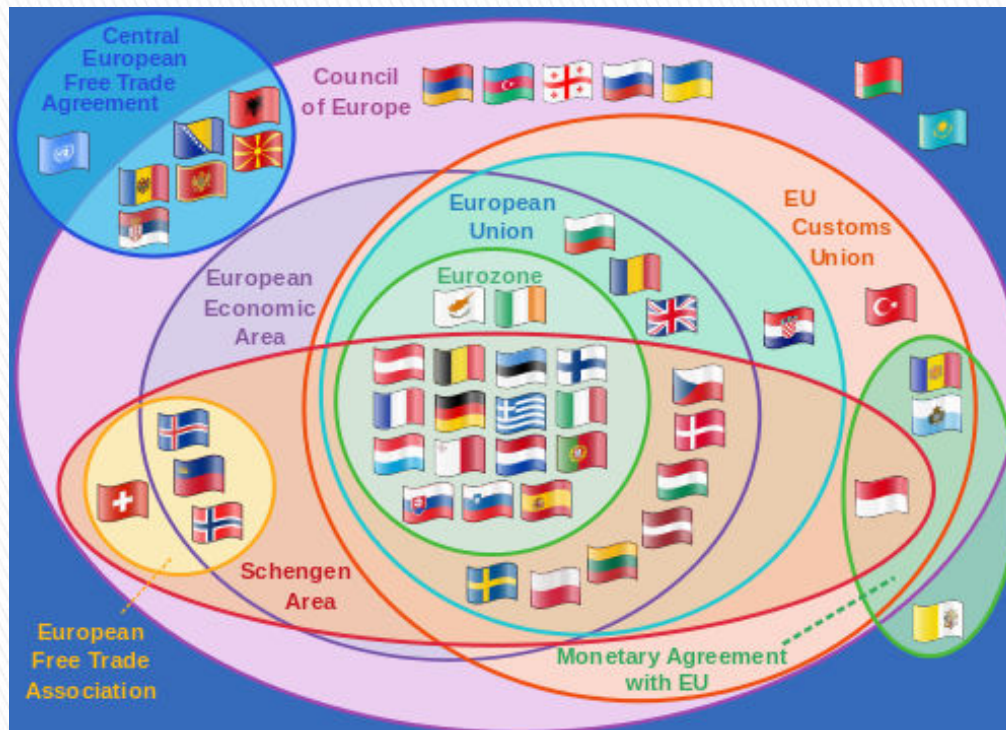 Central
European
Free Trade
Agreement
Council
of Europe
European
Union
EU
Customs
Union
Eurozone
European
Economic
Area
Schengen
Area
European
Free Trade
Association
Monetary Agreement
with EU